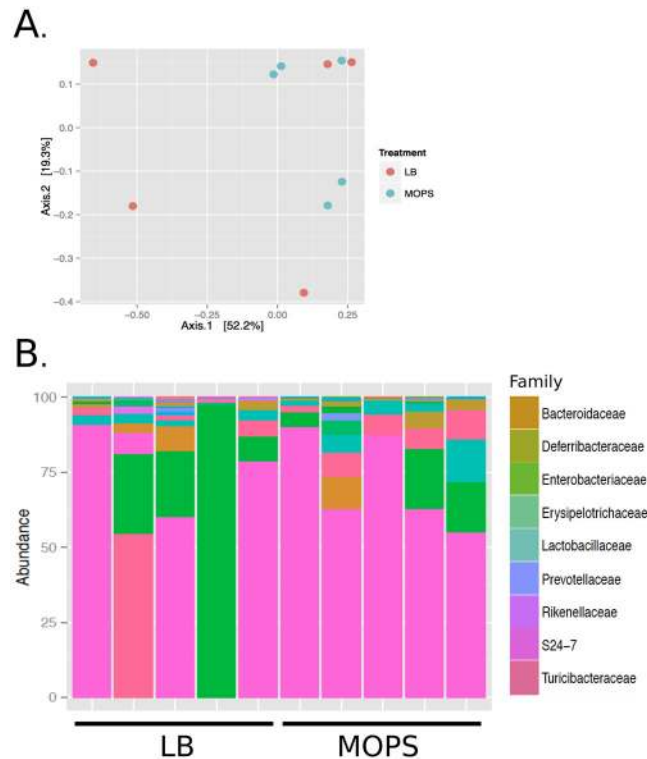 A.
0.1
0.0
−0.1
−0.2
−0.3
−0.4
Axis.2 [19.3%]
−0.50
−0.25
0.00
0.25
Axis.1 [52.2%]
Treatment
LB
MOPS
B.
100
75
50
25
0
Abundance
LB
MOPS
Family
Bacteroidaceae
Deferribacteraceae
Enterobacteriaceae
Erysipelotrichaceae
Lactobacillaceae
Prevotellaceae
Rikenellaceae
S24−7
Turicibacteraceae